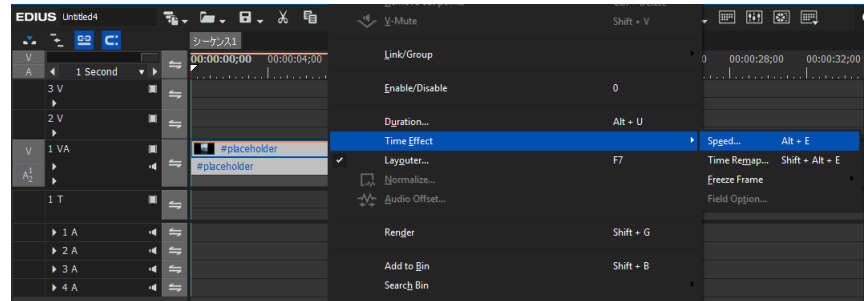 EDIUS Untitled4
シーケンス1
V
A
1 Second
00:00:00;00 00:00:04;00
00:00:28;00 00:00:32;00
3 V
2 V
V 1 VA
A1 2
#placeholder
#placeholder
1 T
1 A
2 A
3 A
4 A
V-Mute Shift + V
Link/Group
Enable/Disable 0
Duration... Alt + U
Time Effect
Layouter... F7
Normalize...
Audio Offset...
Render Shift + G
Add to Bin Shift + B
Search Bin
Speed... Alt + E
Time Remap... Shift + Alt + E
Freeze Frame
Field Option...